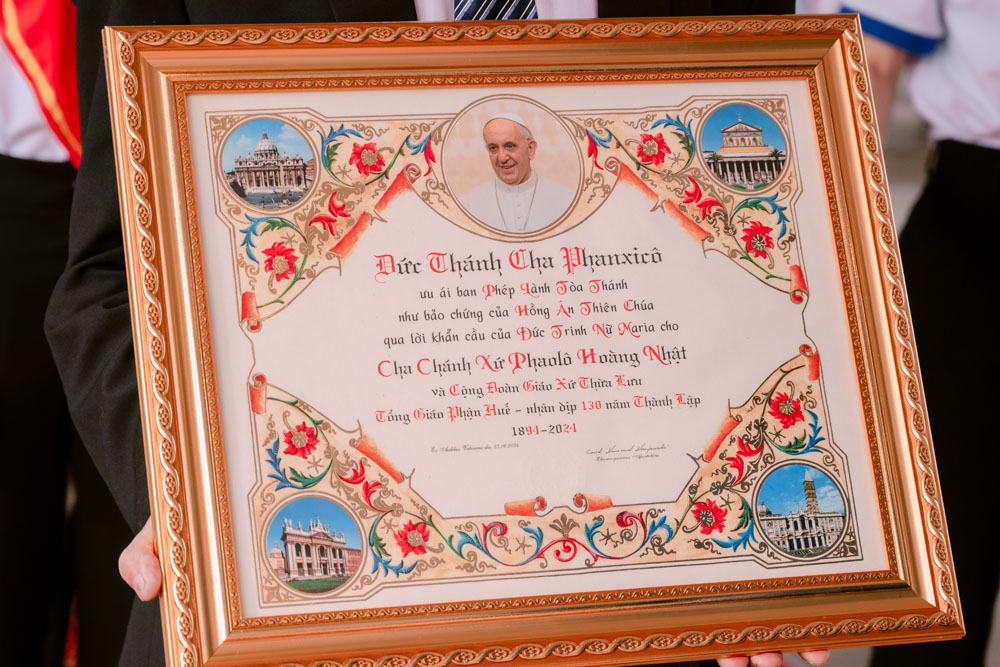 Đức Thánh Cha Phanxicô
ưu ái ban Phép Lành Tòa Thánh
như bảo chứng của Hồng Ân Thiên Chúa
qua lời khẩn cầu của Đức Trinh Nữ Maria cho
Cha Chánh Xứ Phaolô Hoàng Nhật
và Cộng Đoàn Giáo Xứ Thừa Lưu
Tổng Giáo Phận Huế - nhận dịp 130 năm Thành Lập
1894-2024